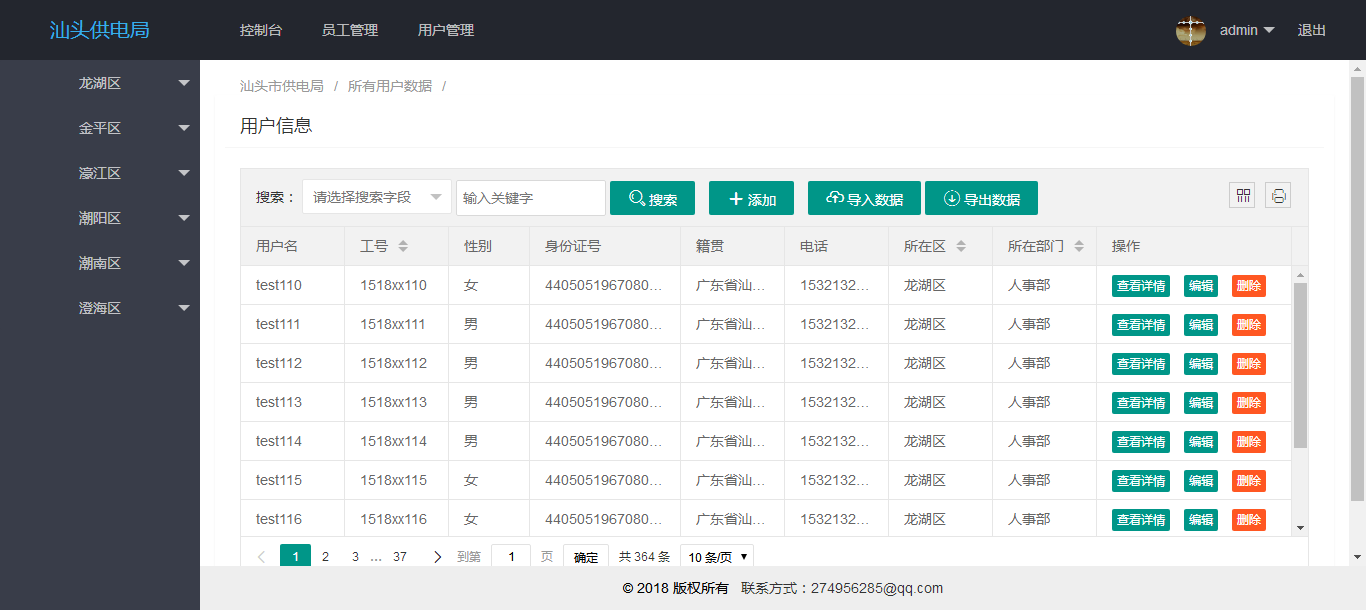 汕头供电局 控制台 员工管理 用户管理 admin 退出
龙湖区
金平区
濠江区
潮阳区
潮南区
澄海区
汕头市供电局 / 所有用户数据 /
用户信息
搜索： 请选择搜索字段 输入关键字 搜索 添加 导入数据 导出数据
用户名 工号 性别 身份证号 籍贯 电话 所在区 所在部门 操作
test110 1518xx110 女 4405051967080... 广东省汕... 1532132... 龙湖区 人事部 查看详情 编辑 删除
test111 1518xx111 男 4405051967080... 广东省汕... 1532132... 龙湖区 人事部 查看详情 编辑 删除
test112 1518xx112 男 4405051967080... 广东省汕... 1532132... 龙湖区 人事部 查看详情 编辑 删除
test113 1518xx113 男 4405051967080... 广东省汕... 1532132... 龙湖区 人事部 查看详情 编辑 删除
test114 1518xx114 男 4405051967080... 广东省汕... 1532132... 龙湖区 人事部 查看详情 编辑 删除
test115 1518xx115 女 4405051967080... 广东省汕... 1532132... 龙湖区 人事部 查看详情 编辑 删除
test116 1518xx116 女 4405051967080... 广东省汕... 1532132... 龙湖区 人事部 查看详情 编辑 删除
1 2 3 ... 37 到第 1 页 确定 共 364 条 10 条/页
© 2018 版权所有 联系方式：274956285@qq.com